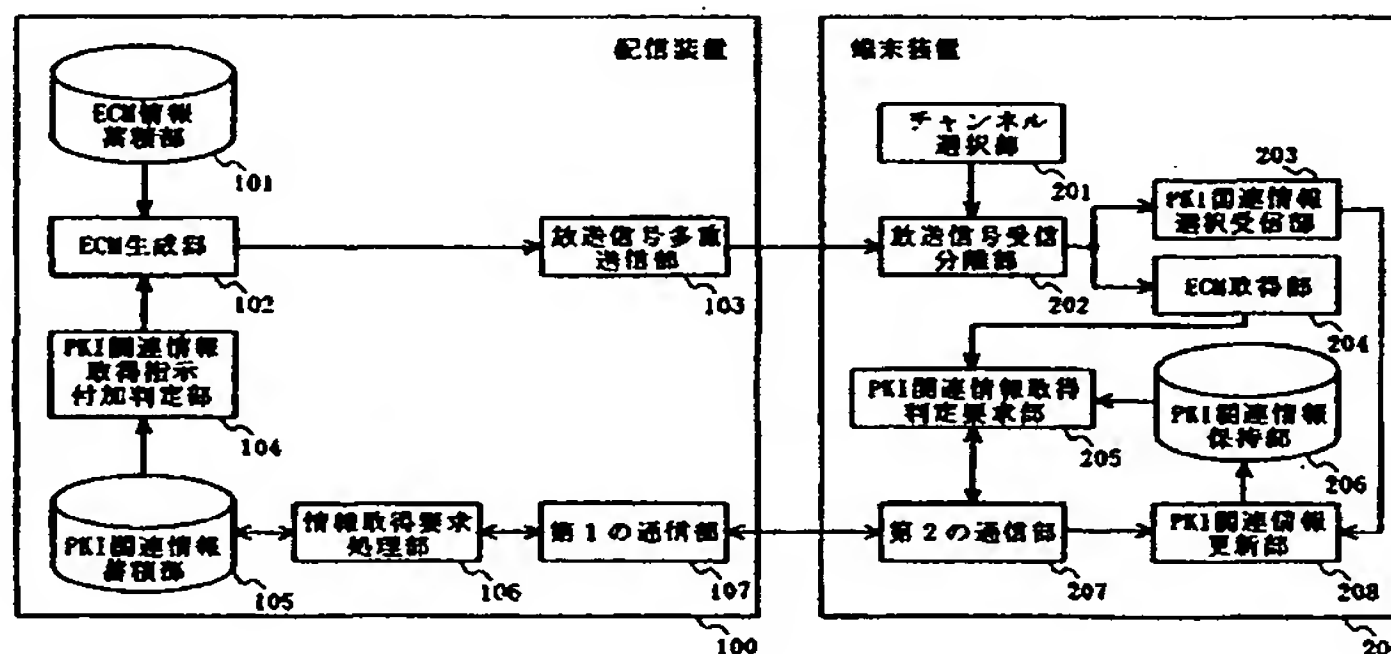 配信装置
ECM情報
蓄積部
101
ECM生成部
102
放送信号多重
送信部
103
PKI関連情報
取得指示
付加判定部
104
PKI関連情報
蓄積部
105
情報取得要求
処理部
106
第1の通信部
107
100
端末装置
チャンネル
選択部
201
放送信号受信
分離部
202
203
PKI関連情報
選択受信部
ECM取得部
204
PKI関連情報取得
判定要求部
205
PKI関連情報
保持部
206
第2の通信部
207
PKI関連情報
更新部
208
20